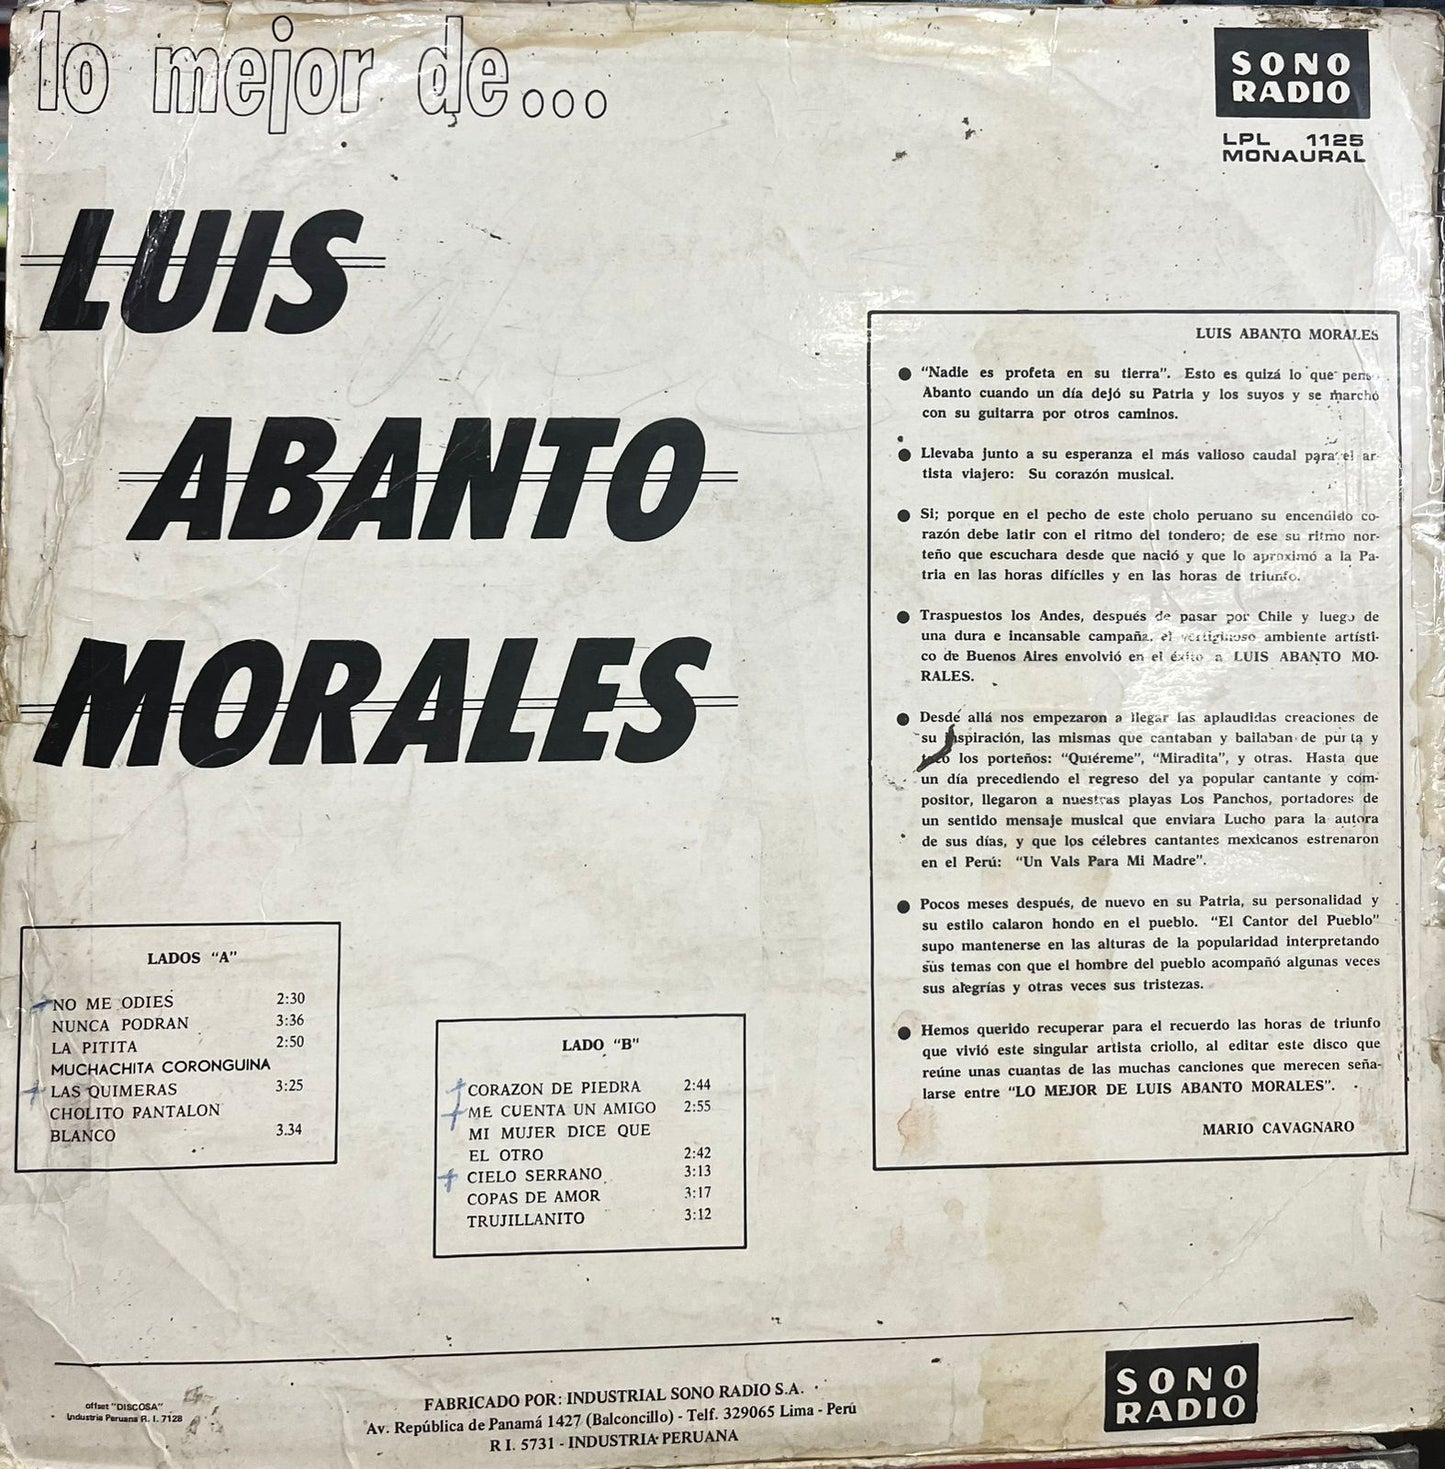 lo mejor de...
SONO
RADIO
LPL 1125
MONAURAL
LUIS
ABANTO
MORALES
LUIS ABANTO MORALES
● "Nadie es profeta en su tierra". Esto es quizá lo que pensó
Abanto cuando un día dejó su Patria y los suyos y se marchó
con su guitarra por otros caminos.
● Llevaba junto a su esperanza el más valioso caudal para el ar-
tista viajero: Su corazón musical.
● Si; porque en el pecho de este cholo peruano su encendido co-
razón debe latir con el ritmo del tondero; de ese su ritmo nor-
teño que escuchara desde que nació y que lo aproximó a la Pa-
tria en las horas difíciles y en las horas de triunfo.
● Traspuestos los Andes, después de pasar por Chile y luego de
una dura e incansable campaña, el vertiginoso ambiente artísti-
co de Buenos Aires envolvió en el éxito a LUIS ABANTO MO-
RALES.
● Desde allá nos empezaron a llegar las aplaudidas creaciones de
su inspiración, las mismas que cantaban y bailaban de punta y
taco los porteños: "Quiéreme", "Miradita", y otras. Hasta que
un día precediendo el regreso del ya popular cantante y com-
positor, llegaron a nuestras playas Los Panchos, portadores de
un sentido mensaje musical que enviara Lucho para la autora
de sus días, y que los célebres cantantes mexicanos estrenaron
en el Perú: "Un Vals Para Mi Madre".
● Pocos meses después, de nuevo en su Patria, su personalidad y
su estilo calaron hondo en el pueblo. "El Cantor del Pueblo"
supo mantenerse en las alturas de la popularidad interpretando
sus temas con que el hombre del pueblo acompañó algunas veces
sus alegrías y otras veces sus tristezas.
● Hemos querido recuperar para el recuerdo las horas de triunfo
que vivió este singular artista criollo, al editar este disco que
reúne unas cuantas de las muchas canciones que merecen seña-
larse entre "LO MEJOR DE LUIS ABANTO MORALES".
MARIO CAVAGNARO
LADOS "A"
NO ME ODIES 2:30
NUNCA PODRAN 3:36
LA PITITA 2:50
MUCHACHITA CORONGUINA
LAS QUIMERAS 3:25
CHOLITO PANTALON
BLANCO 3.34
LADO "B"
CORAZON DE PIEDRA 2:44
ME CUENTA UN AMIGO 2:55
MI MUJER DICE QUE
EL OTRO 2:42
CIELO SERRANO 3:13
COPAS DE AMOR 3:17
TRUJILLANITO 3:12
offset "DISCOSA"
Industria Peruana R. I. 7128
FABRICADO POR: INDUSTRIAL SONO RADIO S.A.
Av. República de Panamá 1427 (Balconcillo) - Telf. 329065 Lima - Perú
R I. 5731 - INDUSTRIA PERUANA
SONO
RADIO